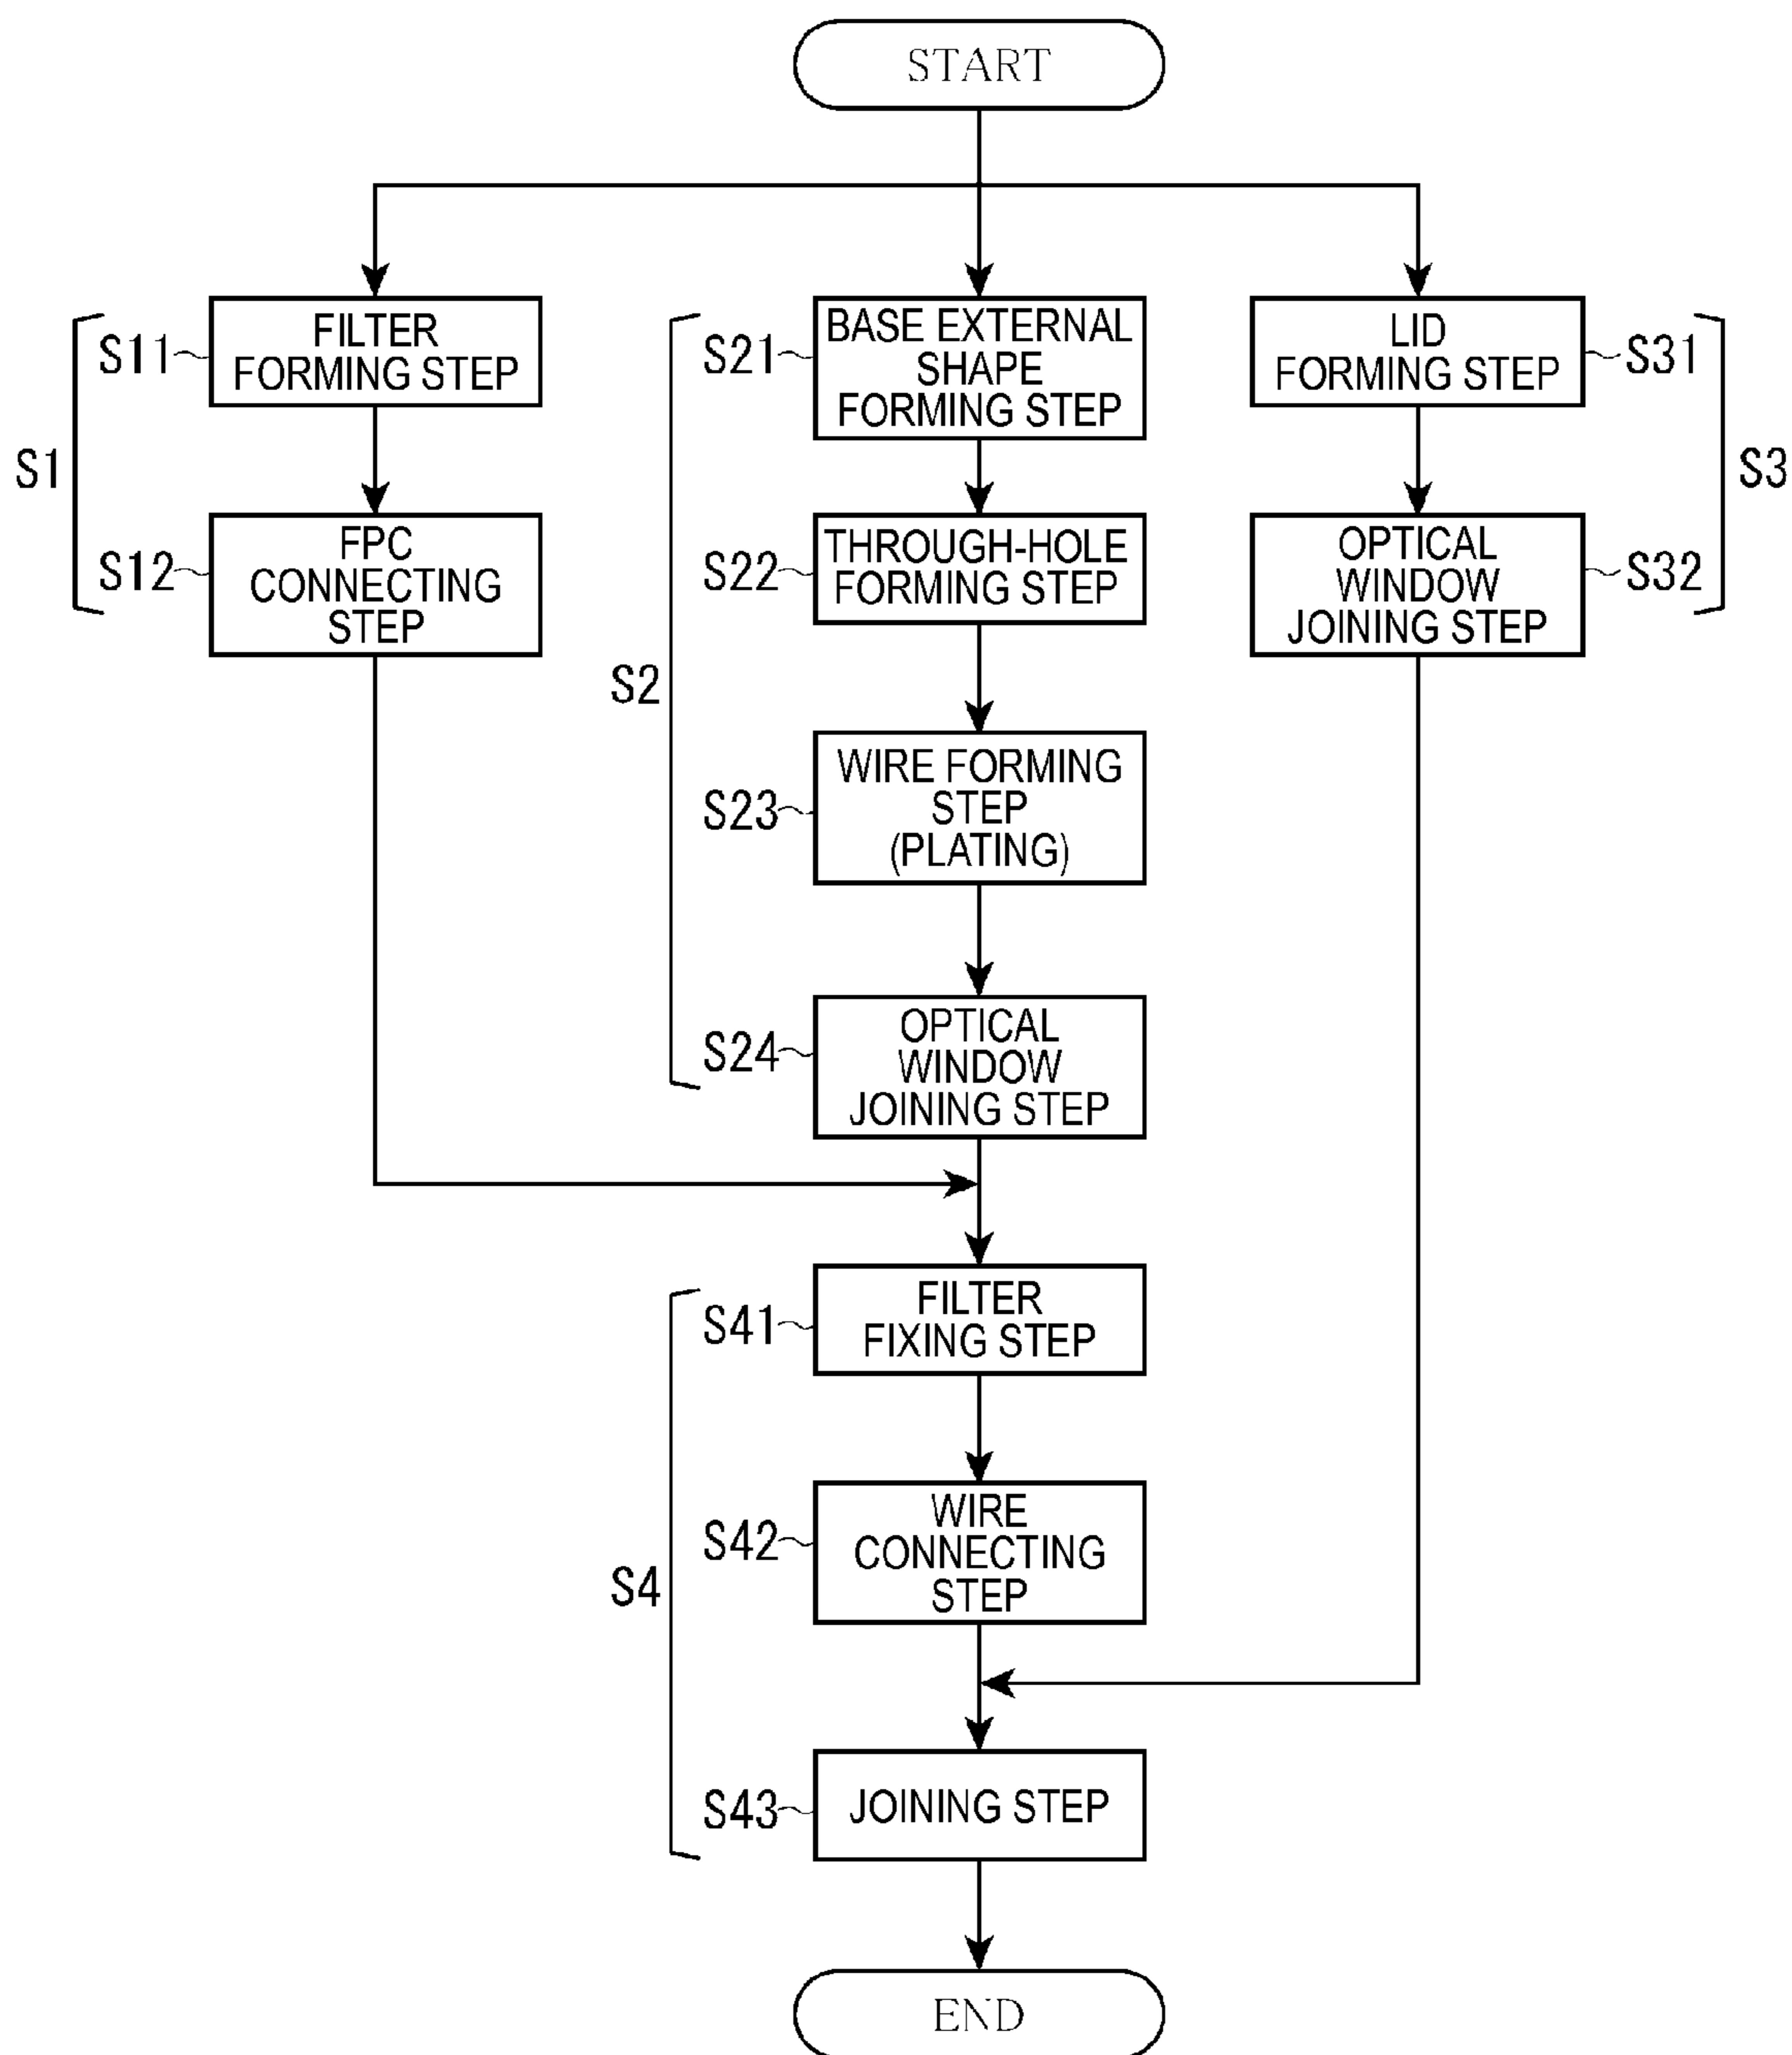 START
S1
S11
FILTER
FORMING STEP
S12
FPC
CONNECTING
STEP
S2
S21
BASE EXTERNAL
SHAPE
FORMING STEP
S22
THROUGH-HOLE
FORMING STEP
S23
WIRE FORMING
STEP
(PLATING)
S24
OPTICAL
WINDOW
JOINING STEP
LID
FORMING STEP
S31
OPTICAL
WINDOW
JOINING STEP
S32
S3
S4
S41
FILTER
FIXING STEP
S42
WIRE
CONNECTING
STEP
S43
JOINING STEP
END